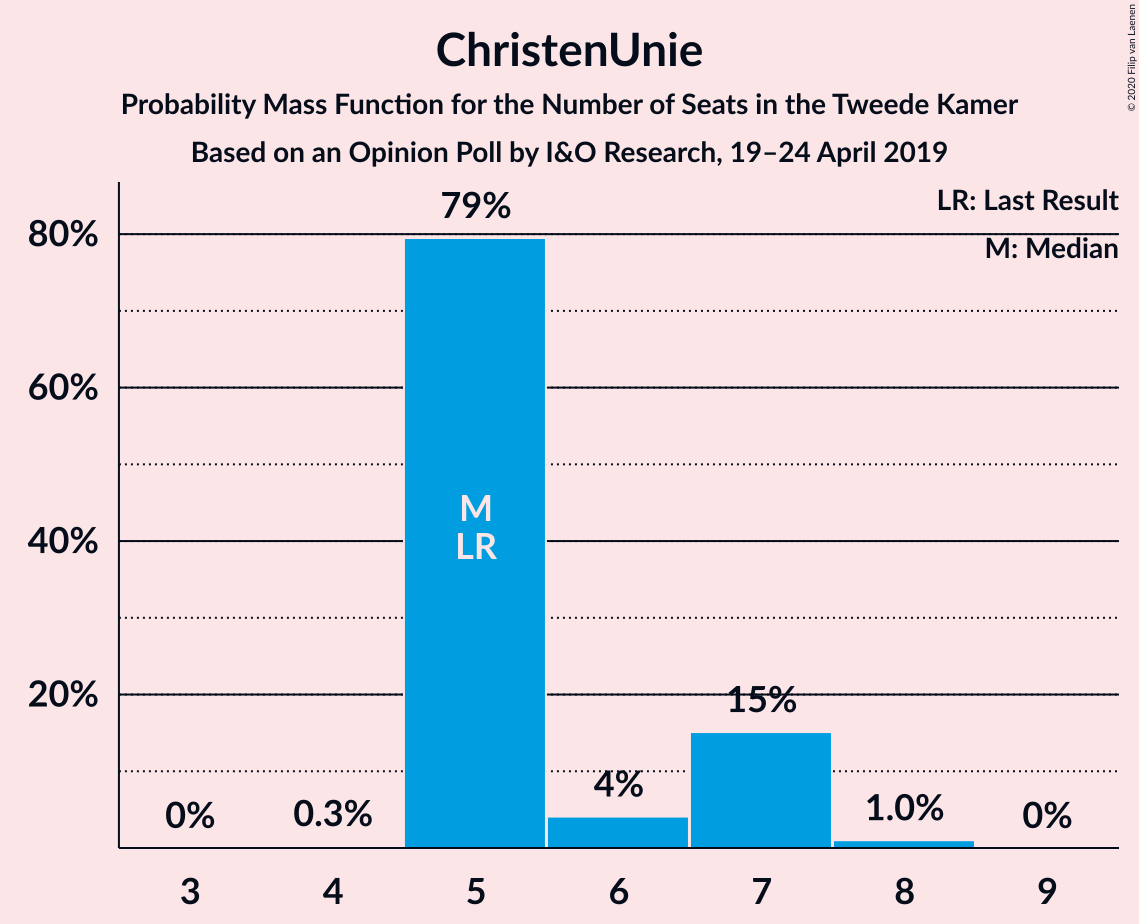 ChristenUnie
Probability Mass Function for the Number of Seats in the Tweede Kamer
Based on an Opinion Poll by I&O Research, 19–24 April 2019
© 2020 Filip van Laenen
LR: Last Result
M: Median
80%
60%
40%
20%
0%
0.3%
79%
M
LR
4%
15%
1.0%
0%
3 4 5 6 7 8 9